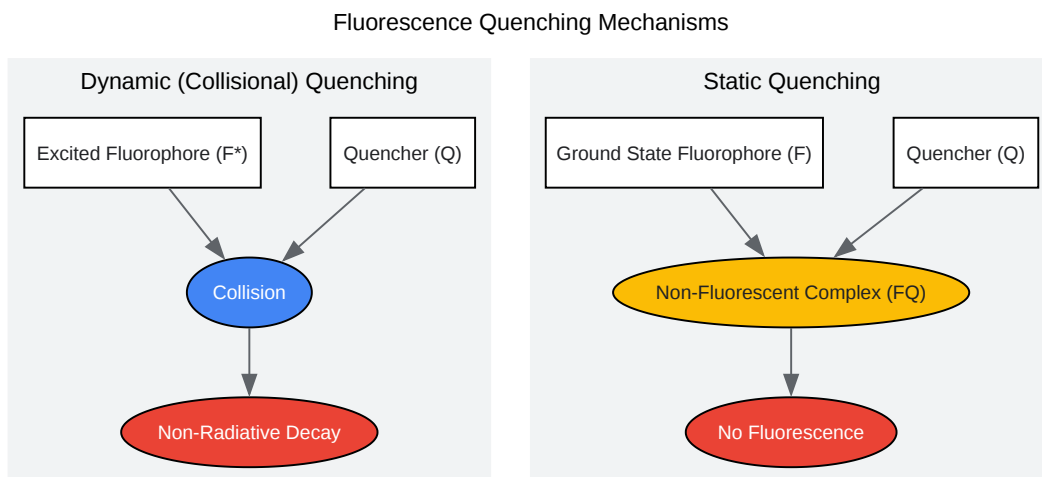 Fluorescence Quenching Mechanisms
Dynamic (Collisional) Quenching
Excited Fluorophore (F*)
Quencher (Q)
Collision
Non-Radiative Decay
Static Quenching
Ground State Fluorophore (F)
Quencher (Q)
Non-Fluorescent Complex (FQ)
No Fluorescence